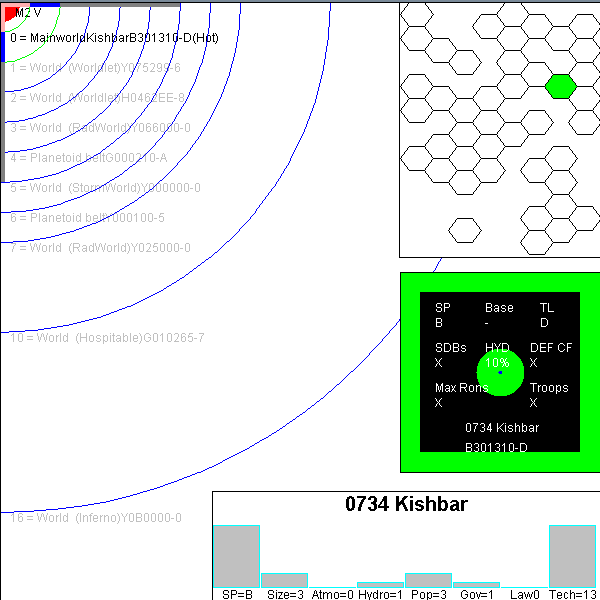 M2 V
0 = MainworldKishbarB301310-D(Hot)
1 = World (Worldlet)Y075299-6
2 = World (Worldlet)H0462EE-8
3 = World (RadWorld)Y066000-0
4 = Planetoid beltG000210-A
5 = World (StormWorld)Y000000-0
6 = Planetoid beltY000100-5
7 = World (RadWorld)Y025000-0
10 = World (Hospitable)G010265-7
16 = World (Inferno)Y0B0000-0
SP Base TL
B - D
SDBs HYD DEF CF
X 10% X
Max Rons Troops
X X
0734 Kishbar
B301310-D
0734 Kishbar
SP=B Size=3 Atmo=0 Hydro=1 Pop=3 Gov=1 Law0 Tech=13